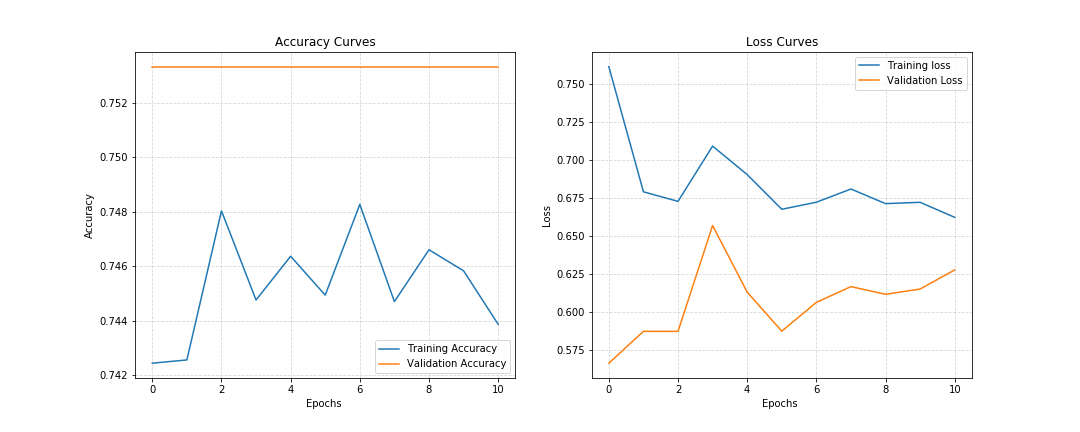 Accuracy Curves
Accuracy
0.752
0.750
0.748
0.746
0.744
0.742
0 2 4 6 8 10
Epochs
Training Accuracy
Validation Accuracy
Loss Curves
Loss
0.750
0.725
0.700
0.675
0.650
0.625
0.600
0.575
0 2 4 6 8 10
Epochs
Training loss
Validation Loss